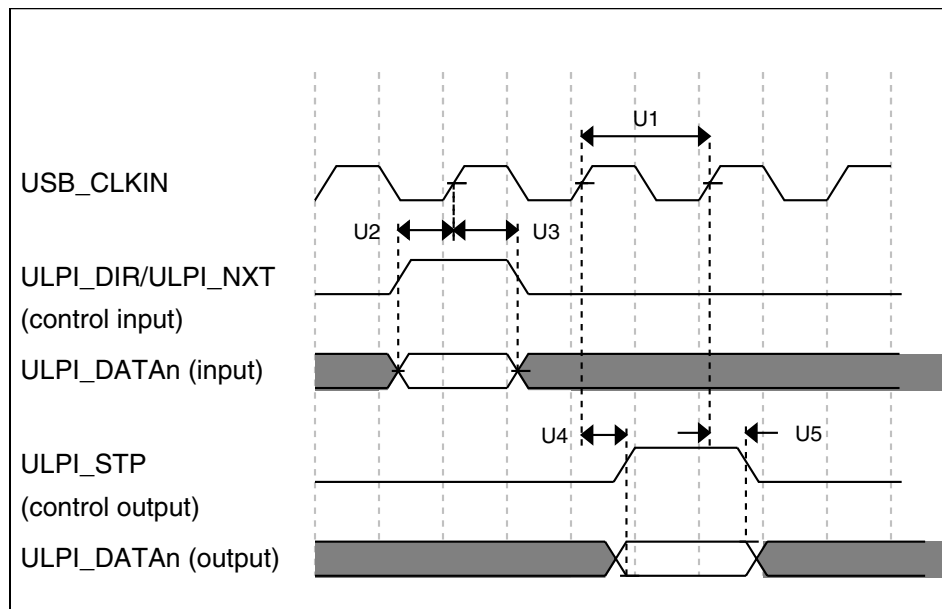 U1
USB_CLKIN
U2
U3
ULPI_DIR/ULPI_NXT
(control input)
ULPI_DATAn (input)
U4
U5
ULPI_STP
(control output)
ULPI_DATAn (output)